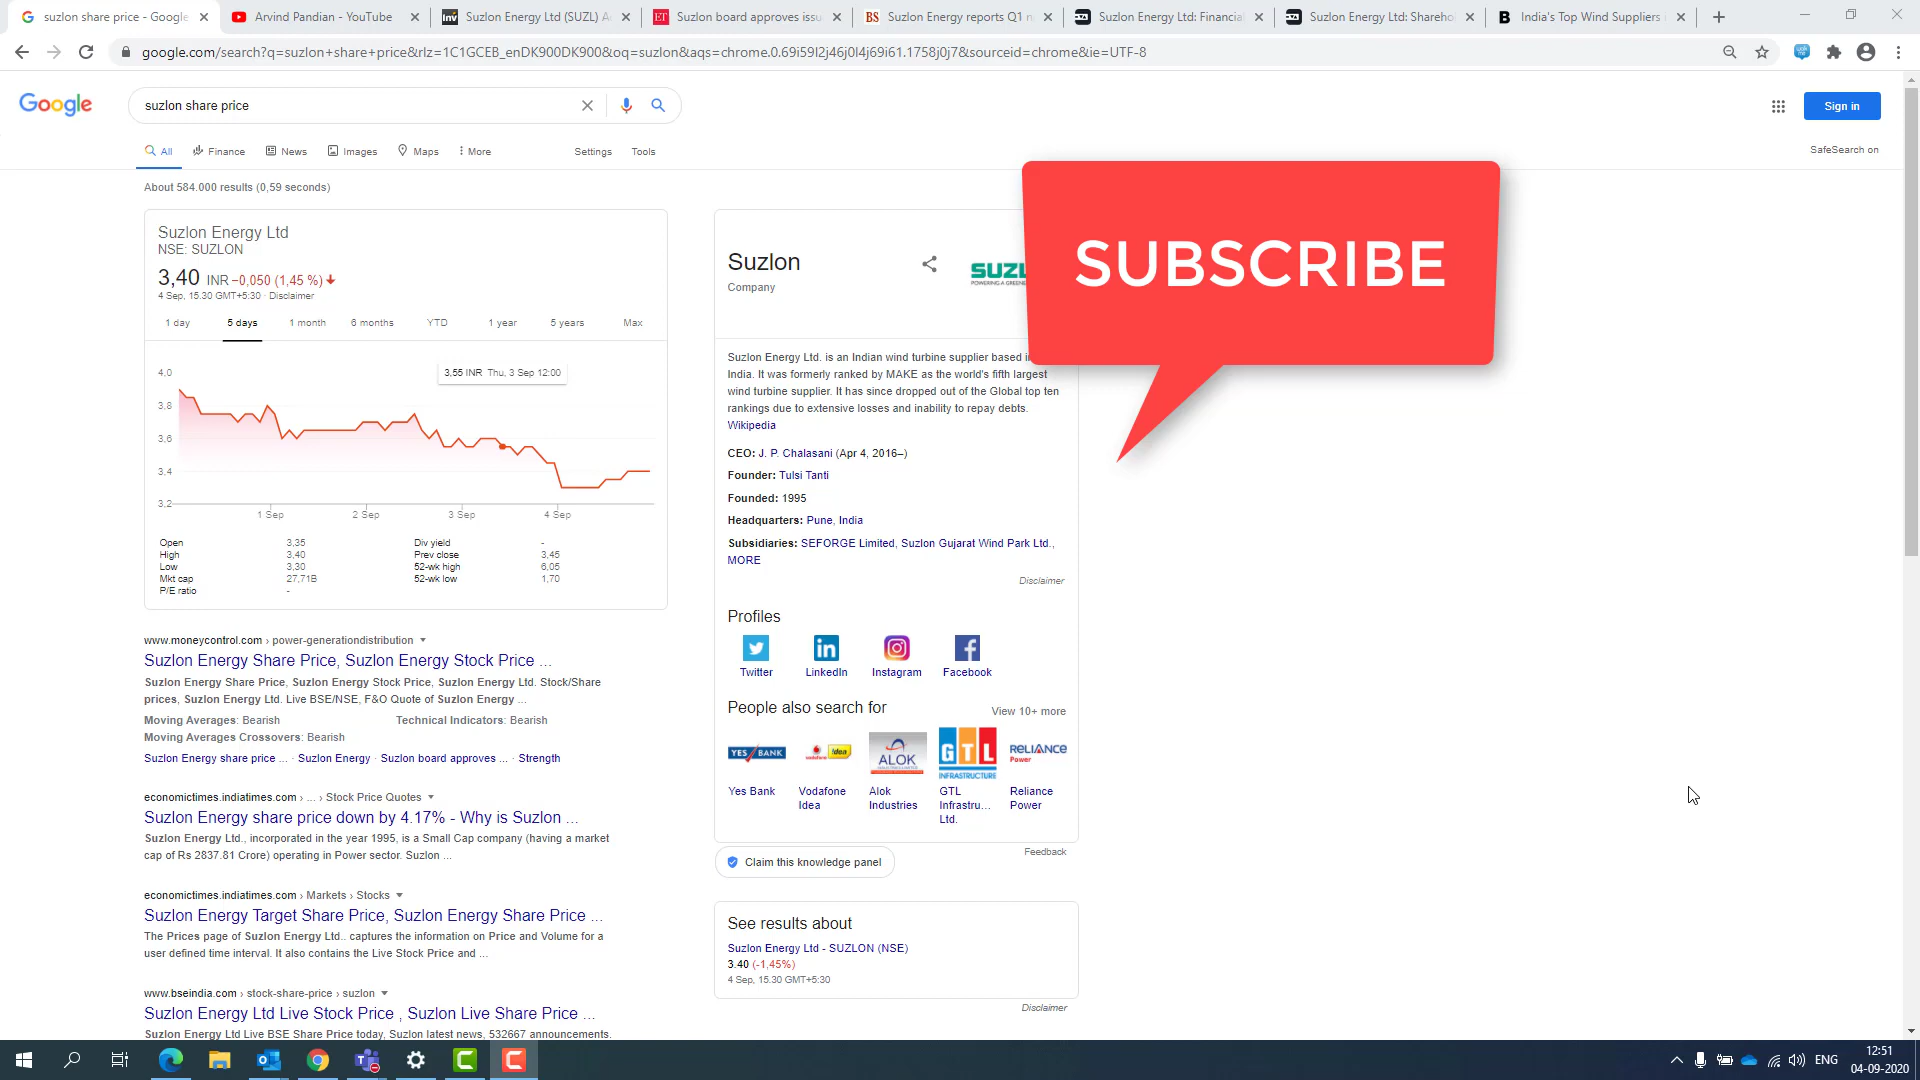 suzlon share price - Google
Arvind Pandian - YouTube
Suzlon Energy Ltd (SUZL)
Suzlon board approves issu
Suzlon Energy reports Q1 n
Suzlon Energy Ltd: Financial
Suzlon Energy Ltd: Shareho
India's Top Wind Suppliers
google.com/search?q=suzlon+share+price&rlz=1C1GCEB_enDK900DK900&oq=suzlon&aqs=chrome.0.69i59l2j46j0l4j69i61.1758j0j7&sourceid=chrome&ie=UTF-8
Google
suzlon share price
Sign in
All Finance News Images Maps More Settings Tools
SafeSearch on
About 584.000 results (0,59 seconds)
Suzlon Energy Ltd
NSE: SUZLON
3,40 INR −0,050 (1,45 %)
4 Sep, 15.30 GMT+5:30 · Disclaimer
1 day 5 days 1 month 6 months YTD 1 year 5 years Max
3,55 INR Thu, 3 Sep 12:00
4,0
3,8
3,6
3,4
3,2
1 Sep 2 Sep 3 Sep 4 Sep
Open 3,35 Div yield -
High 3,40 Prev close 3,45
Low 3,30 52-wk high 6,05
Mkt cap 27,71B 52-wk low 1,70
P/E ratio -
www.moneycontrol.com › power-generationdistribution
Suzlon Energy Share Price, Suzlon Energy Stock Price ...
Suzlon Energy Share Price, Suzlon Energy Stock Price, Suzlon Energy Ltd. Stock/Share
prices, Suzlon Energy Ltd. Live BSE/NSE, F&O Quote of Suzlon Energy ...
Moving Averages: Bearish Technical Indicators: Bearish
Moving Averages Crossovers: Bearish
Suzlon Energy share price ... · Suzlon Energy · Suzlon board approves ... · Strength
economictimes.indiatimes.com › ... › Stock Price Quotes
Suzlon Energy share price down by 4.17% - Why is Suzlon ...
Suzlon Energy Ltd., incorporated in the year 1995, is a Small Cap company (having a market
cap of Rs 2837.81 Crore) operating in Power sector. Suzlon ...
economictimes.indiatimes.com › Markets › Stocks
Suzlon Energy Target Share Price, Suzlon Energy Share Price ...
The Prices page of Suzlon Energy Ltd.. captures the information on Price and Volume for a
user defined time interval. It also contains the Live Stock Price and ...
www.bseindia.com › stock-share-price › suzlon
Suzlon Energy Ltd Live Stock Price , Suzlon Live Share Price ...
Suzlon Energy Ltd Live BSE Share Price today, Suzlon latest news, 532667 announcements.
Suzlon
Company
SUZL
POWERING A GREENE
SUBSCRIBE
Suzlon Energy Ltd. is an Indian wind turbine supplier based i
India. It was formerly ranked by MAKE as the world's fifth largest
wind turbine supplier. It has since dropped out of the Global top ten
rankings due to extensive losses and inability to repay debts.
Wikipedia
CEO: J. P. Chalasani (Apr 4, 2016–)
Founder: Tulsi Tanti
Founded: 1995
Headquarters: Pune, India
Subsidiaries: SEFORGE Limited, Suzlon Gujarat Wind Park Ltd.,
MORE
Disclaimer
Profiles
Twitter LinkedIn Instagram Facebook
People also search for View 10+ more
YES BANK idea ALOK GTL INFRASTRUCTURE RELIANCE Power
Yes Bank
Vodafone Idea
Alok Industries
GTL Infrastru... Ltd.
Reliance Power
Feedback
Claim this knowledge panel
See results about
Suzlon Energy Ltd - SUZLON (NSE)
3.40 (-1,45%)
4 Sep, 15.30 GMT+5:30
Disclaimer
ENG
12:51
04-09-2020